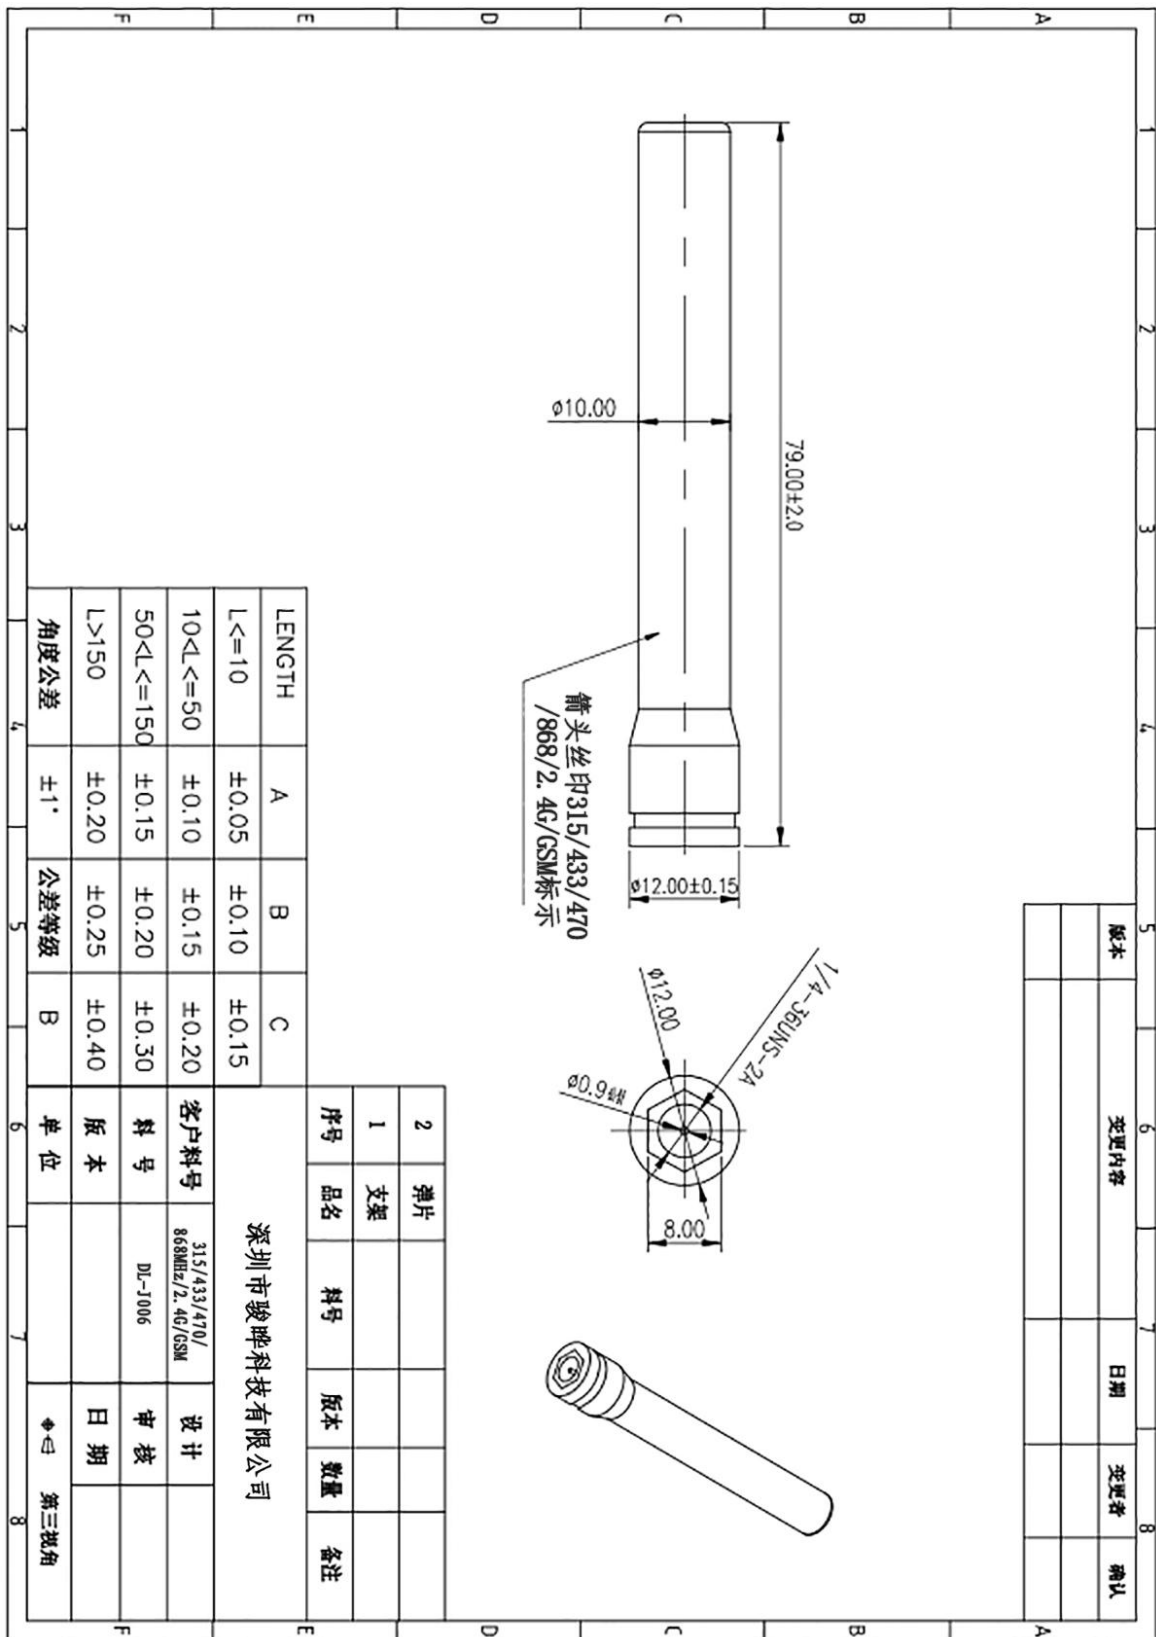 F E D C B A
1
2
3
4
5
6
7
8
F E D C B A
1
2
3
4
5
6
7
8
版本 变更内容 日期 变更者 确认
79.00±2.0
ø10.00
ø12.00±0.15
箭头丝印315/433/470
/868/2.4G/GSM标示
1/4-36UNS-2A
ø12.00
ø0.9
8.00
LENGTH A B C
L<=10 ±0.05 ±0.10 ±0.15
10<L<=50 ±0.10 ±0.15 ±0.20
50<L<=150 ±0.15 ±0.20 ±0.30
L>150 ±0.20 ±0.25 ±0.40
角度公差 ±1° 公差等级 B
2 弹片
1 支架
序号 品名 料号 版本 数量 备注
深圳市骏晔科技有限公司
客户料号 315/433/470/
868MHz/2.4G/GSM 设计
料号 DL-J006 审核
版本 日期
单位 第三视角